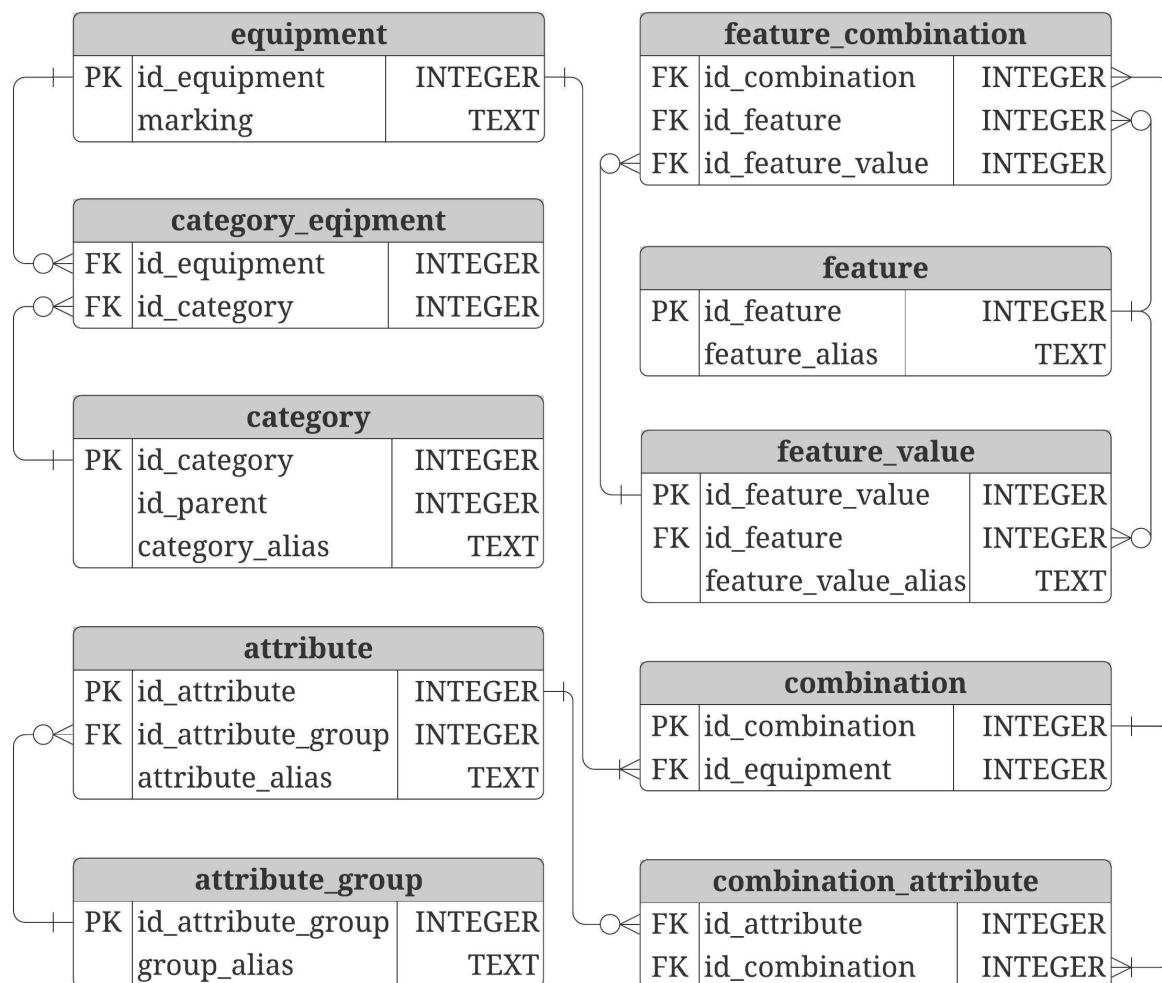 equipment
PK id_equipment INTEGER
marking TEXT
category_eqipment
FK id_equipment INTEGER
FK id_category INTEGER
category
PK id_category INTEGER
id_parent INTEGER
category_alias TEXT
attribute
PK id_attribute INTEGER
FK id_attribute_group INTEGER
attribute_alias TEXT
attribute_group
PK id_attribute_group INTEGER
group_alias TEXT
feature_combination
FK id_combination INTEGER
FK id_feature INTEGER
FK id_feature_value INTEGER
feature
PK id_feature INTEGER
feature_alias TEXT
feature_value
PK id_feature_value INTEGER
FK id_feature INTEGER
feature_value_alias TEXT
combination
PK id_combination INTEGER
FK id_equipment INTEGER
combination_attribute
FK id_attribute INTEGER
FK id_combination INTEGER